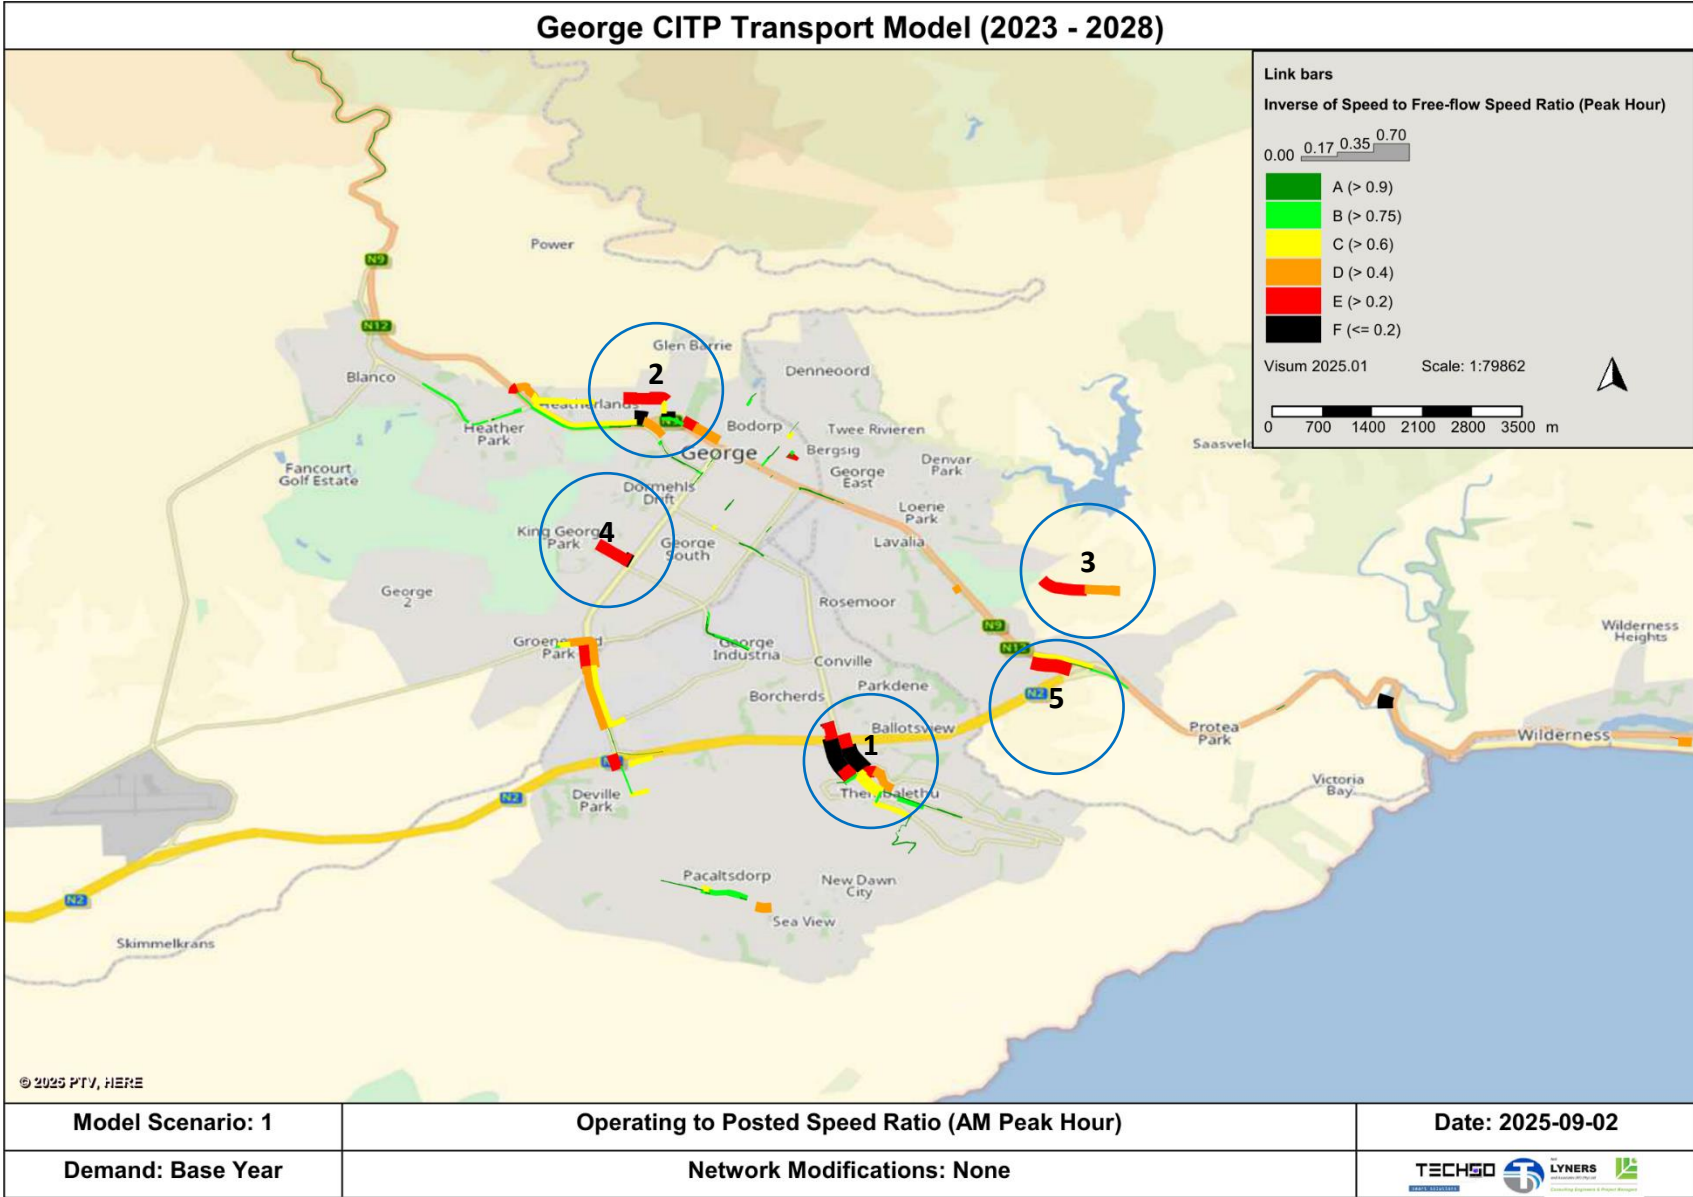 George CITP Transport Model (2023 - 2028)
Link bars
Inverse of Speed to Free-flow Speed Ratio (Peak Hour)
0.00 0.17 0.35 0.70
A (> 0.9)
B (> 0.75)
C (> 0.6)
D (> 0.4)
E (> 0.2)
F (<= 0.2)
Visum 2025.01 Scale: 1:79862
0 700 1400 2100 2800 3500 m
Power
N9
N12
Glen Barrie
Blanco
2
Denneoord
Heatherlands
Heather
Park
Bodorp
Twee Rivieren
George
Bergsig
Saasveld
Fancourt
Golf Estate
George
East
Denvar
Park
Dormehls
Drift
Loerie
Park
King George
Park
4
George
South
Lavalia
3
George
2
Rosemoor
N9
Wilderness
Heights
Groenewood
Park
George
Industria
N12
Conville
Parkdene
Borcherds
N2
5
Ballotsview
1
Protea
Park
Wilderness
Thembalethu
Victoria
Bay
Deville
Park
N2
Pacaltsdorp
New Dawn
City
N2
Sea View
Skimmelkrans
© 2025 PTV, HERE
Model Scenario: 1 Operating to Posted Speed Ratio (AM Peak Hour) Date: 2025-09-02
Demand: Base Year Network Modifications: None
TECHSO
LYNERS